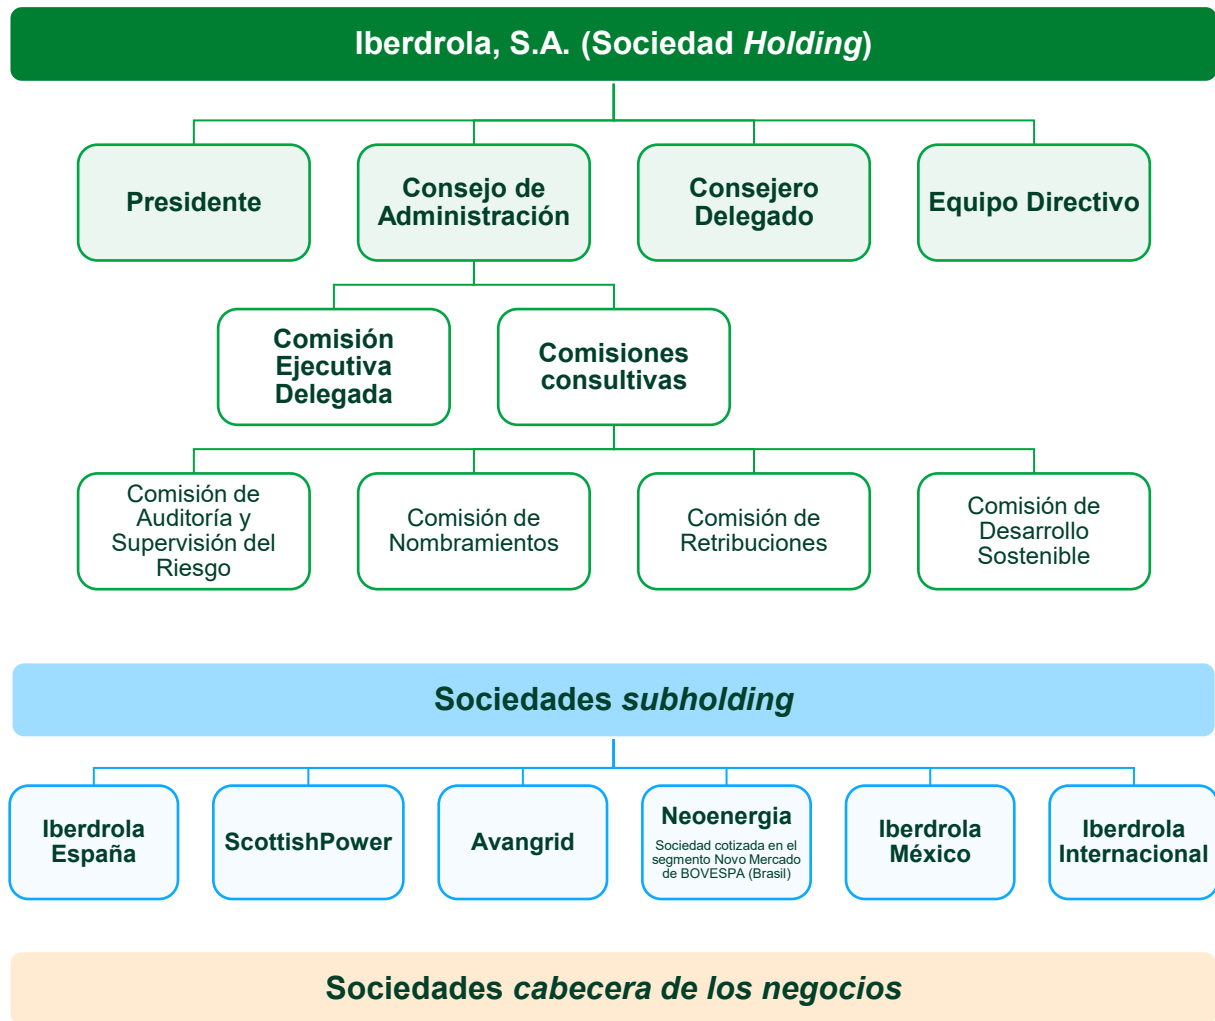 Iberdrola, S.A. (Sociedad Holding)
Presidente
Consejo de
Administración
Consejero
Delegado
Equipo Directivo
Comisión
Ejecutiva
Delegada
Comisiones
consultivas
Comisión de
Auditoría y
Supervisión del
Riesgo
Comisión de
Nombramientos
Comisión de
Retribuciones
Comisión de
Desarrollo
Sostenible
Sociedades subholding
Iberdrola
España
ScottishPower
Avangrid
Neoenergia
Sociedad cotizada en el
segmento Novo Mercado
de BOVESPA (Brasil)
Iberdrola
México
Iberdrola
Internacional
Sociedades cabecera de los negocios